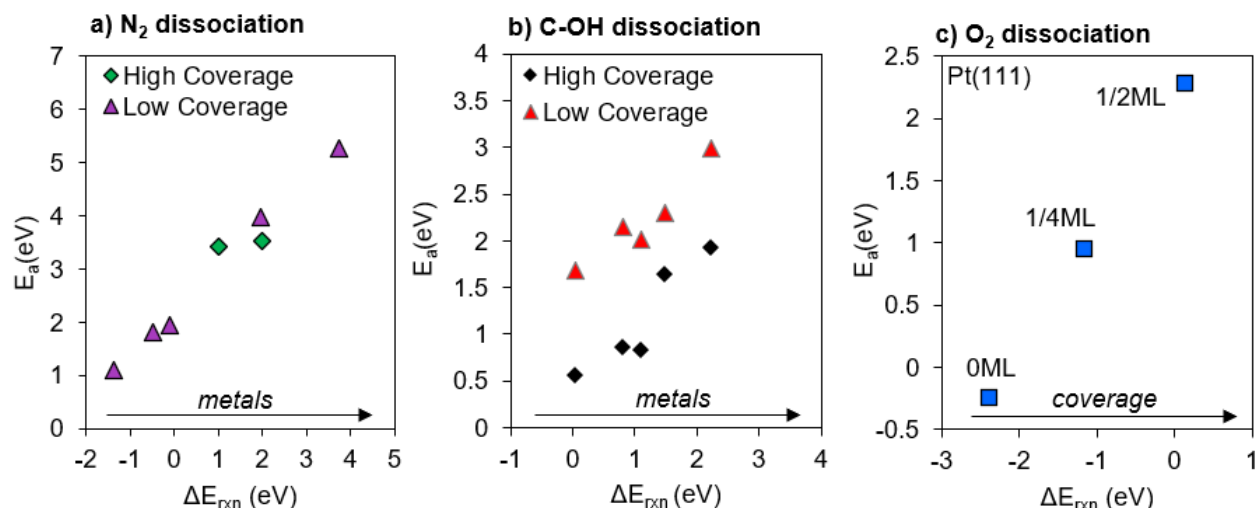 a) N₂ dissociation
7
6
5
4
3
2
1
0
Eₐ(eV)
High Coverage
Low Coverage
metals
-2 -1 0 1 2 3 4 5
ΔEᵣₓₙ (eV)
b) C-OH dissociation
4
3.5
3
2.5
2
1.5
1
0.5
0
Eₐ(eV)
High Coverage
Low Coverage
metals
-1 0 1 2 3 4
ΔEᵣₓₙ (eV)
c) O₂ dissociation
2.5
2
1.5
1
0.5
0
-0.5
Eₐ(eV)
Pt(111)
1/2ML
1/4ML
0ML
coverage
-3 -2 -1 0 1
ΔEᵣₓₙ (eV)